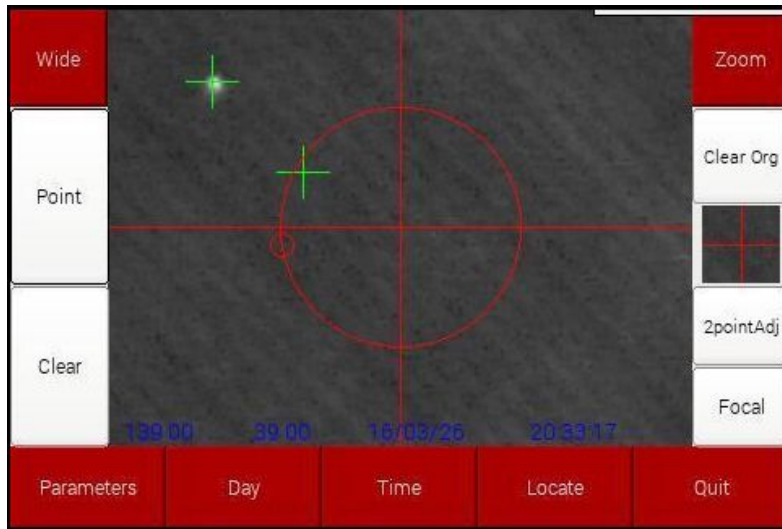 Wide
Zoom
Point
Clear Org
2pointAdj
Clear
Focal
139 00 39 00 16/03/26 20 33 17
Parameters Day Time Locate Quit